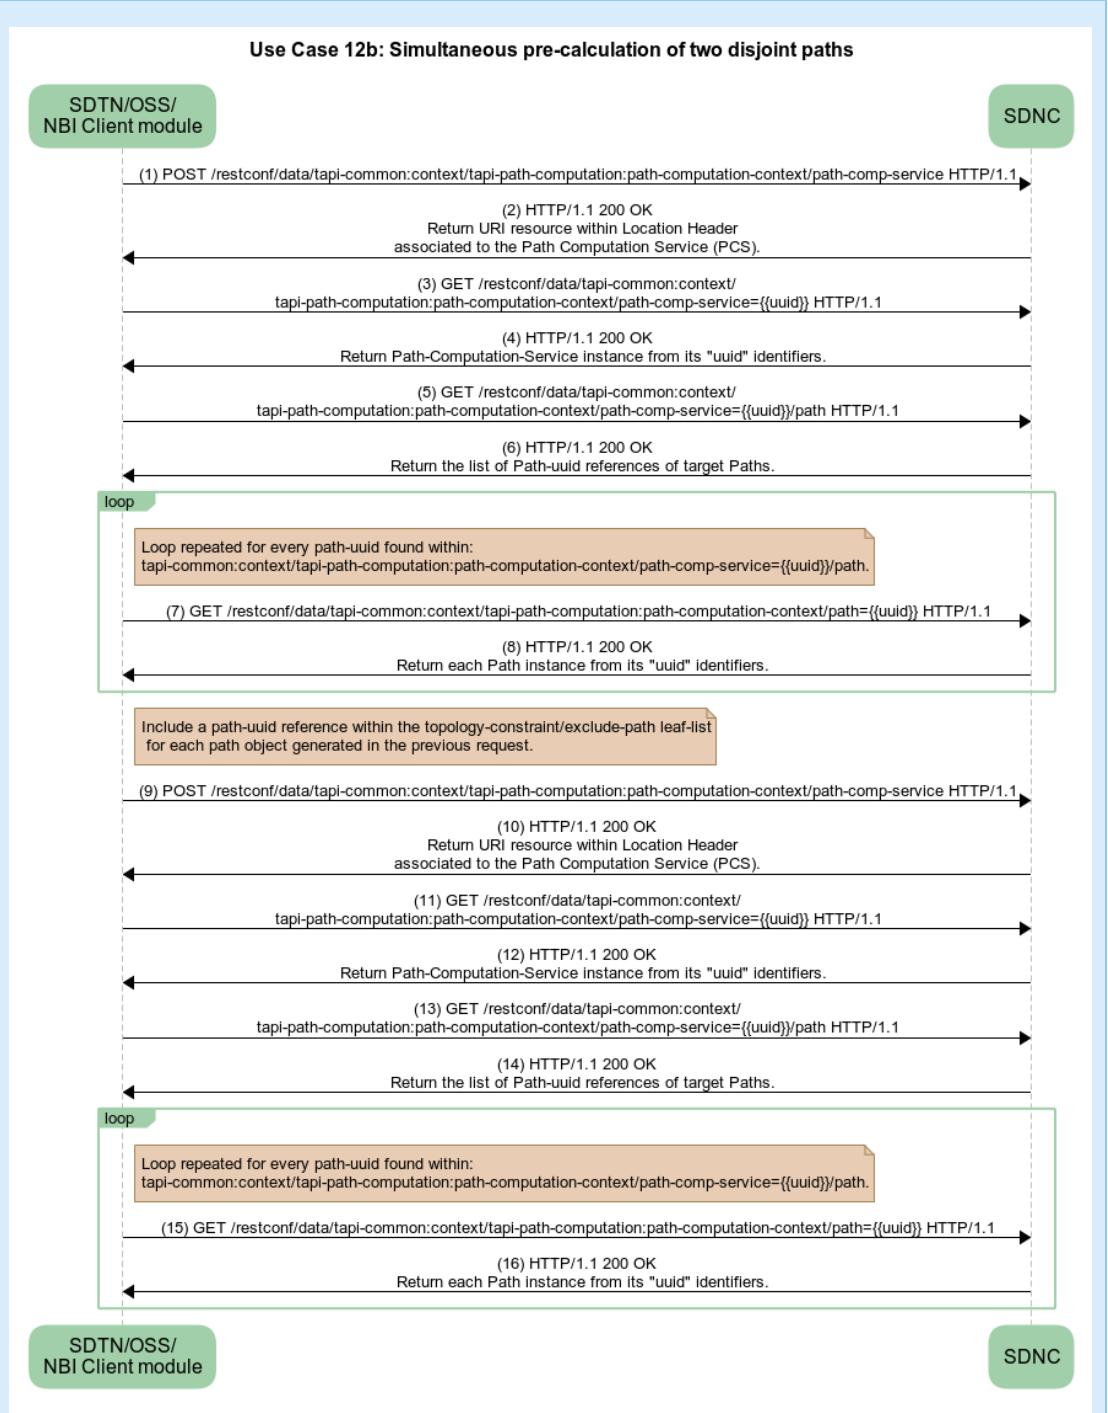 Use Case 12b: Simultaneous pre-calculation of two disjoint paths
SDTN/OSS/
NBI Client module
SDNC
(1) POST /restconf/data/tapi-common:context/tapi-path-computation:path-computation-context/path-comp-service HTTP/1.1
(2) HTTP/1.1 200 OK
Return URI resource within Location Header
associated to the Path Computation Service (PCS).
(3) GET /restconf/data/tapi-common:context/
tapi-path-computation:path-computation-context/path-comp-service={{uuid}} HTTP/1.1
(4) HTTP/1.1 200 OK
Return Path-Computation-Service instance from its "uuid" identifiers.
(5) GET /restconf/data/tapi-common:context/
tapi-path-computation:path-computation-context/path-comp-service={{uuid}}/path HTTP/1.1
(6) HTTP/1.1 200 OK
Return the list of Path-uuid references of target Paths.
loop
Loop repeated for every path-uuid found within:
tapi-common:context/tapi-path-computation:path-computation-context/path-comp-service={{uuid}}/path.
(7) GET /restconf/data/tapi-common:context/tapi-path-computation:path-computation-context/path={{uuid}} HTTP/1.1
(8) HTTP/1.1 200 OK
Return each Path instance from its "uuid" identifiers.
Include a path-uuid reference within the topology-constraint/exclude-path leaf-list
for each path object generated in the previous request.
(9) POST /restconf/data/tapi-common:context/tapi-path-computation:path-computation-context/path-comp-service HTTP/1.1
(10) HTTP/1.1 200 OK
Return URI resource within Location Header
associated to the Path Computation Service (PCS).
(11) GET /restconf/data/tapi-common:context/
tapi-path-computation:path-computation-context/path-comp-service={{uuid}} HTTP/1.1
(12) HTTP/1.1 200 OK
Return Path-Computation-Service instance from its "uuid" identifiers.
(13) GET /restconf/data/tapi-common:context/
tapi-path-computation:path-computation-context/path-comp-service={{uuid}}/path HTTP/1.1
(14) HTTP/1.1 200 OK
Return the list of Path-uuid references of target Paths.
loop
Loop repeated for every path-uuid found within:
tapi-common:context/tapi-path-computation:path-computation-context/path-comp-service={{uuid}}/path.
(15) GET /restconf/data/tapi-common:context/tapi-path-computation:path-computation-context/path={{uuid}} HTTP/1.1
(16) HTTP/1.1 200 OK
Return each Path instance from its "uuid" identifiers.
SDTN/OSS/
NBI Client module
SDNC